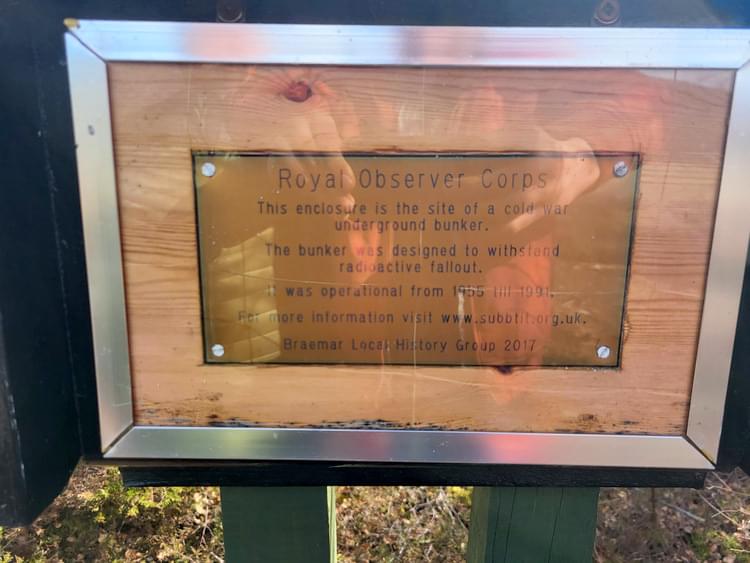 Royal Observer Corps
This enclosure is the site of a cold war
underground bunker.
The bunker was designed to withstand
radioactive fallout.
It was operational from 1955 till 1991.
For more information visit www.subbtit.org.uk.
Braemar Local History Group 2017